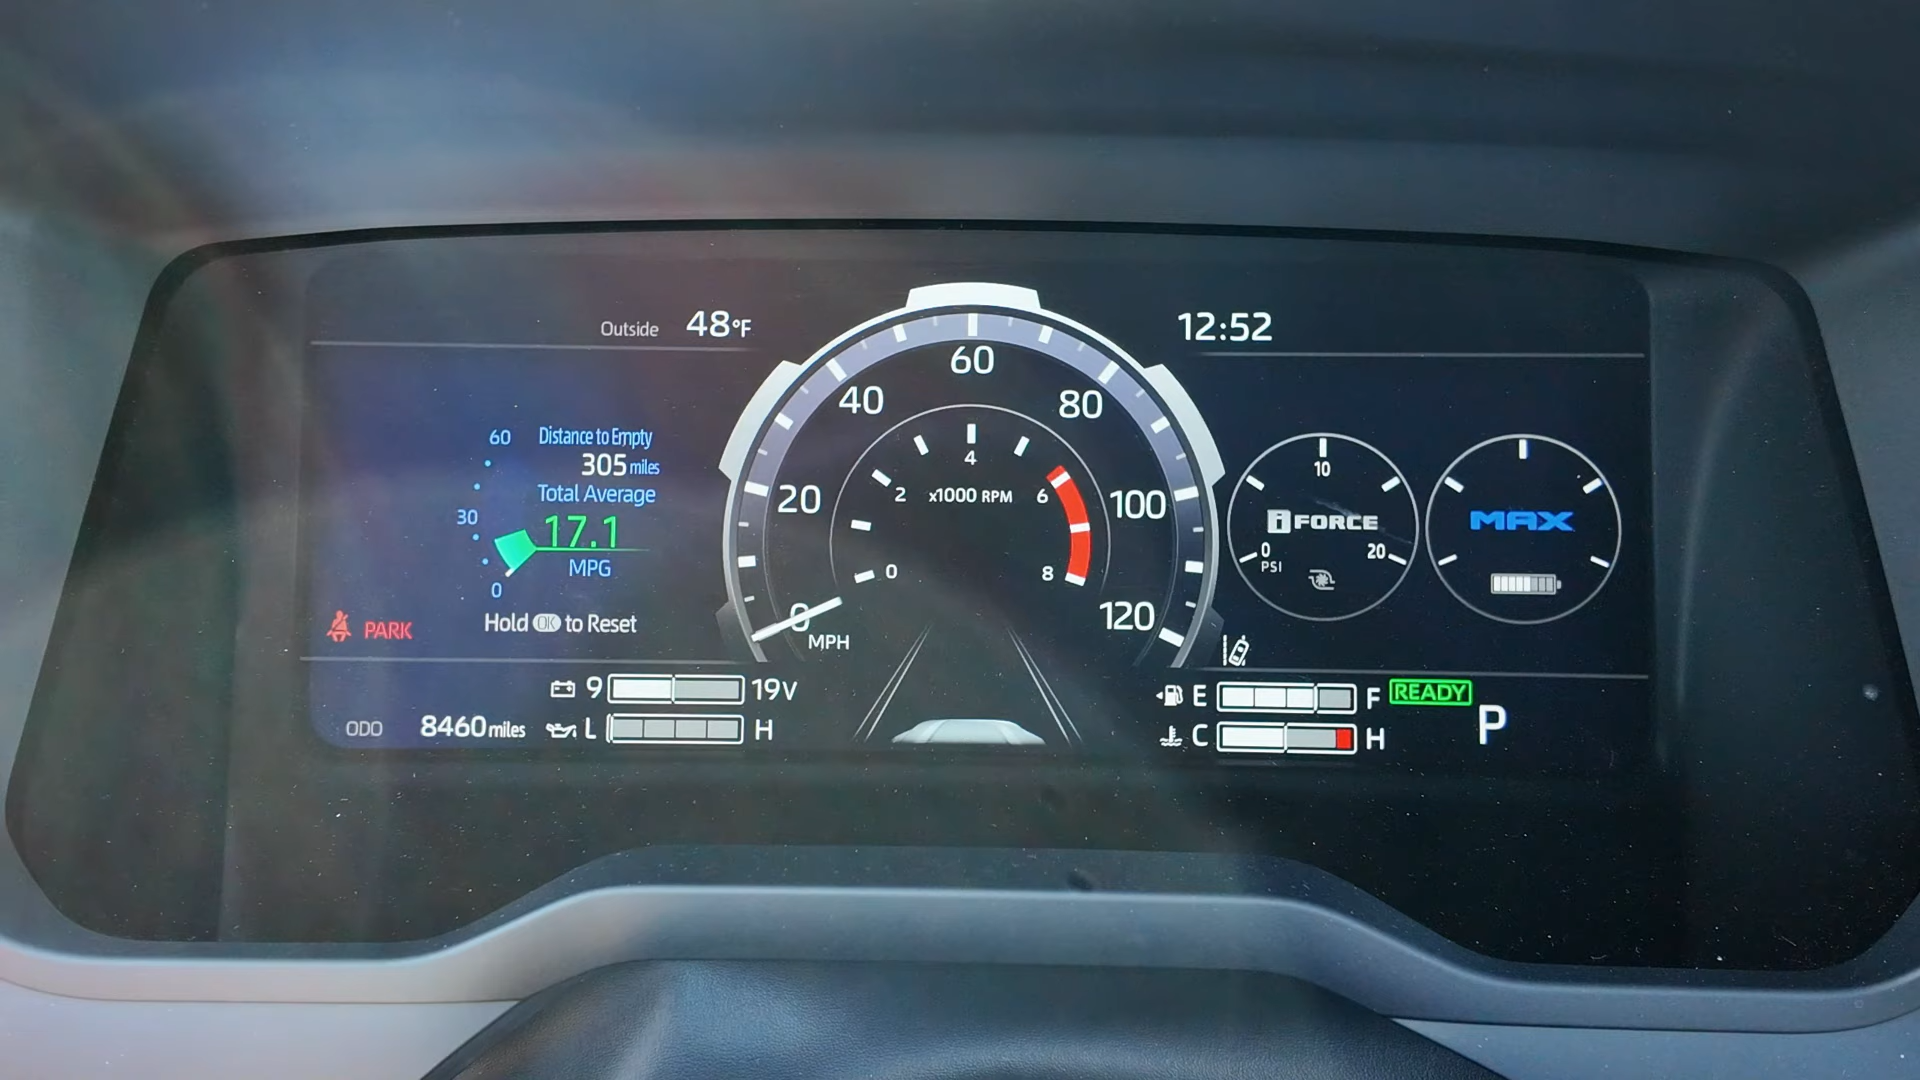 Outside 48°F
12:52
60 Distance to Empty
305 miles
Total Average
30
17.1
MPG
0
Hold OK to Reset
PARK
0
20
40
60
80
100
120
MPH
0
2
4
6
8
x1000 RPM
0
10
20
PSI
iFORCE
MAX
9 19V
L H
ODO 8460 miles
E F
C H
READY
P